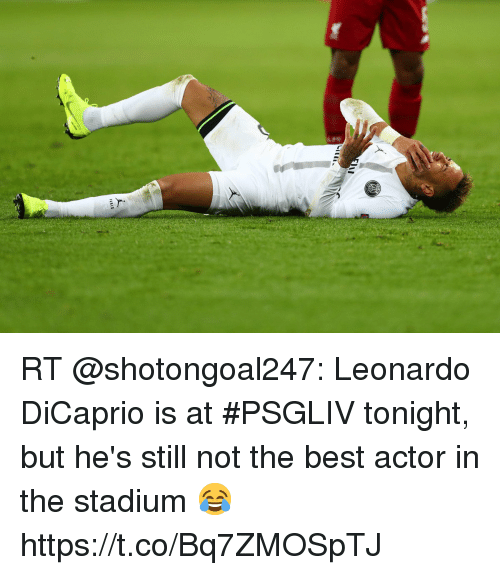 RT @shotongoal247: Leonardo
DiCaprio is at #PSGLIV tonight,
but he's still not the best actor in
the stadium 😂
https://t.co/Bq7ZMOSpTJ